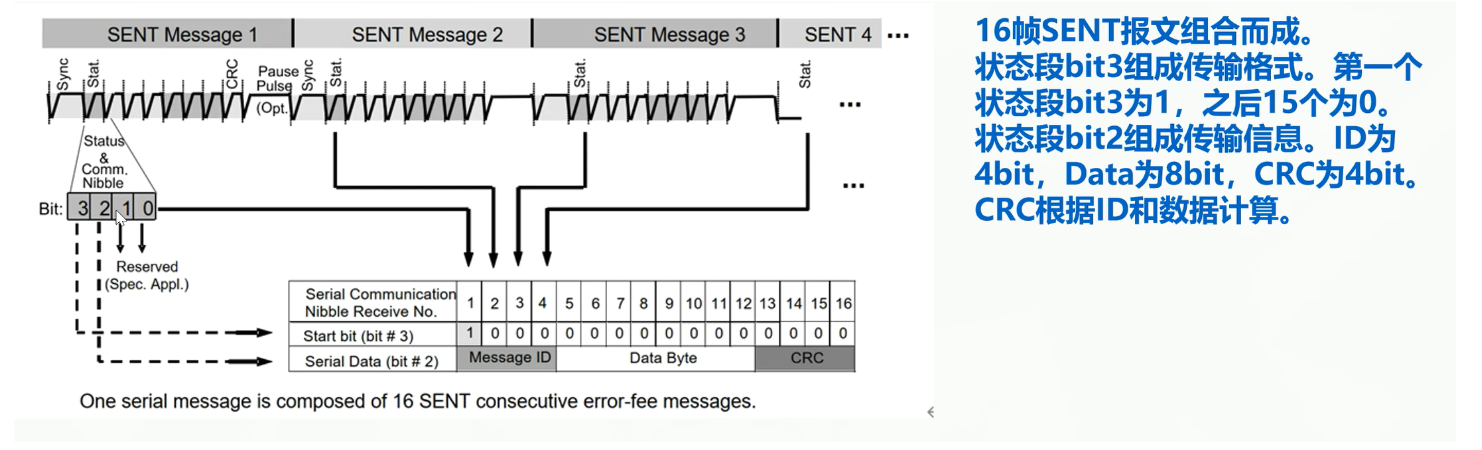 SENT Message 1 SENT Message 2 SENT Message 3 SENT 4 •••
Sync Stat. CRC Pause Pulse (Opt. Sync Stat. Stat. Stat.
•••
Status
&
Comm.
Nibble
•••
Bit: 3 2 1 0
Reserved
(Spec. Appl.)
Serial Communication
Nibble Receive No. 1 2 3 4 5 6 7 8 9 10 11 12 13 14 15 16
Start bit (bit # 3) 1 0 0 0 0 0 0 0 0 0 0 0 0 0 0 0
Serial Data (bit # 2) Message ID Data Byte CRC
One serial message is composed of 16 SENT consecutive error-fee messages.
16帧SENT报文组合而成。
状态段bit3组成传输格式。第一个
状态段bit3为1，之后15个为0。
状态段bit2组成传输信息。ID为
4bit，Data为8bit，CRC为4bit。
CRC根据ID和数据计算。